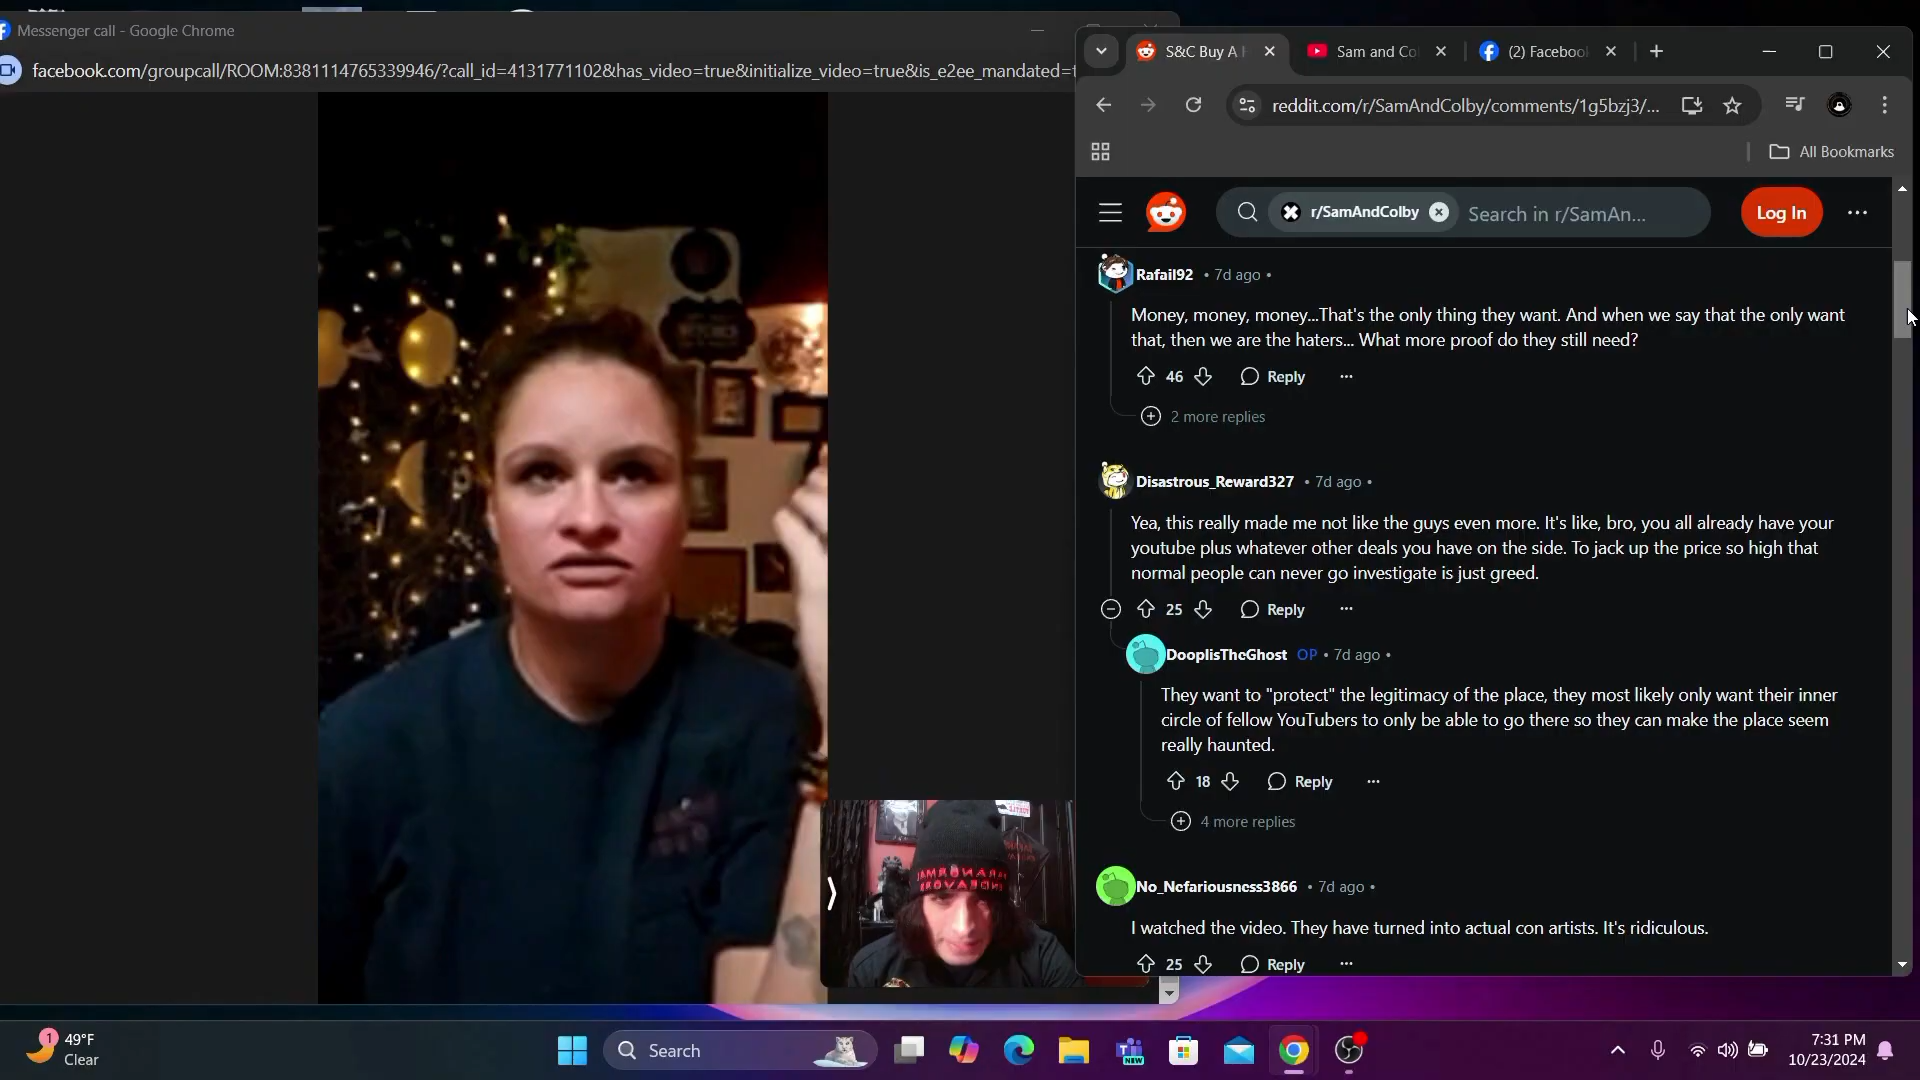 Messenger call - Google Chrome
facebook.com/groupcall/ROOM:8381114765339946/?call_id=4131771102&has_video=true&initialize_video=true&is_e2ee_mandated=t
S&C Buy A
Sam and Co
(2) Facebook
reddit.com/r/SamAndColby/comments/1g5bzj3/...
All Bookmarks
r/SamAndColby
Search in r/SamAn...
Log In
Rafail92 • 7d ago •
Money, money, money...That's the only thing they want. And when we say that the only want
that, then we are the haters... What more proof do they still need?
46 Reply
2 more replies
Disastrous_Reward327 • 7d ago •
Yea, this really made me not like the guys even more. It's like, bro, you all already have your
youtube plus whatever other deals you have on the side. To jack up the price so high that
normal people can never go investigate is just greed.
25 Reply
DooplisTheGhost OP • 7d ago •
They want to "protect" the legitimacy of the place, they most likely only want their inner
circle of fellow YouTubers to only be able to go there so they can make the place seem
really haunted.
18 Reply
4 more replies
No_Nefariousness3866 • 7d ago •
I watched the video. They have turned into actual con artists. It's ridiculous.
25 Reply
PARANORMAL
ENDEAVORS
1
49°F
Clear
Search
NEW
7:31 PM
10/23/2024